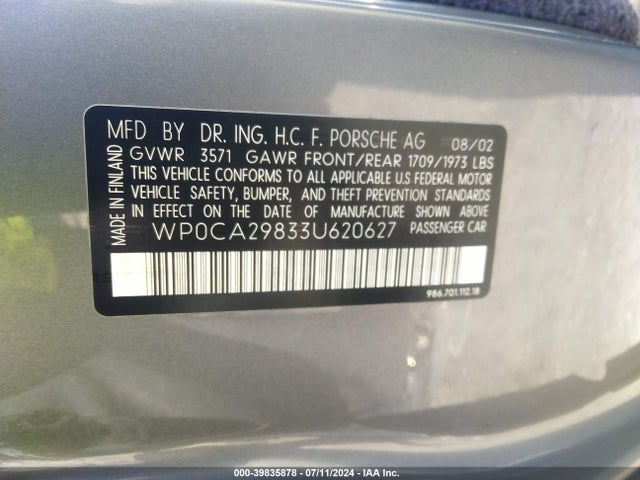 MFD BY DR. ING. H.C. F. PORSCHE AG 08/02
GVWR 3571 GAWR FRONT/REAR 1709/1973 LBS
THIS VEHICLE CONFORMS TO ALL APPLICABLE U.S FEDERAL MOTOR
VEHICLE SAFETY, BUMPER, AND THEFT PREVENTION STANDARDS
IN EFFECT ON THE DATE OF MANUFACTURE SHOWN ABOVE
WP0CA29833U620627 PASSENGER CAR
MADE IN FINLAND
986.701.112.18
000-39835878 - 07/11/2024 - IAA Inc.